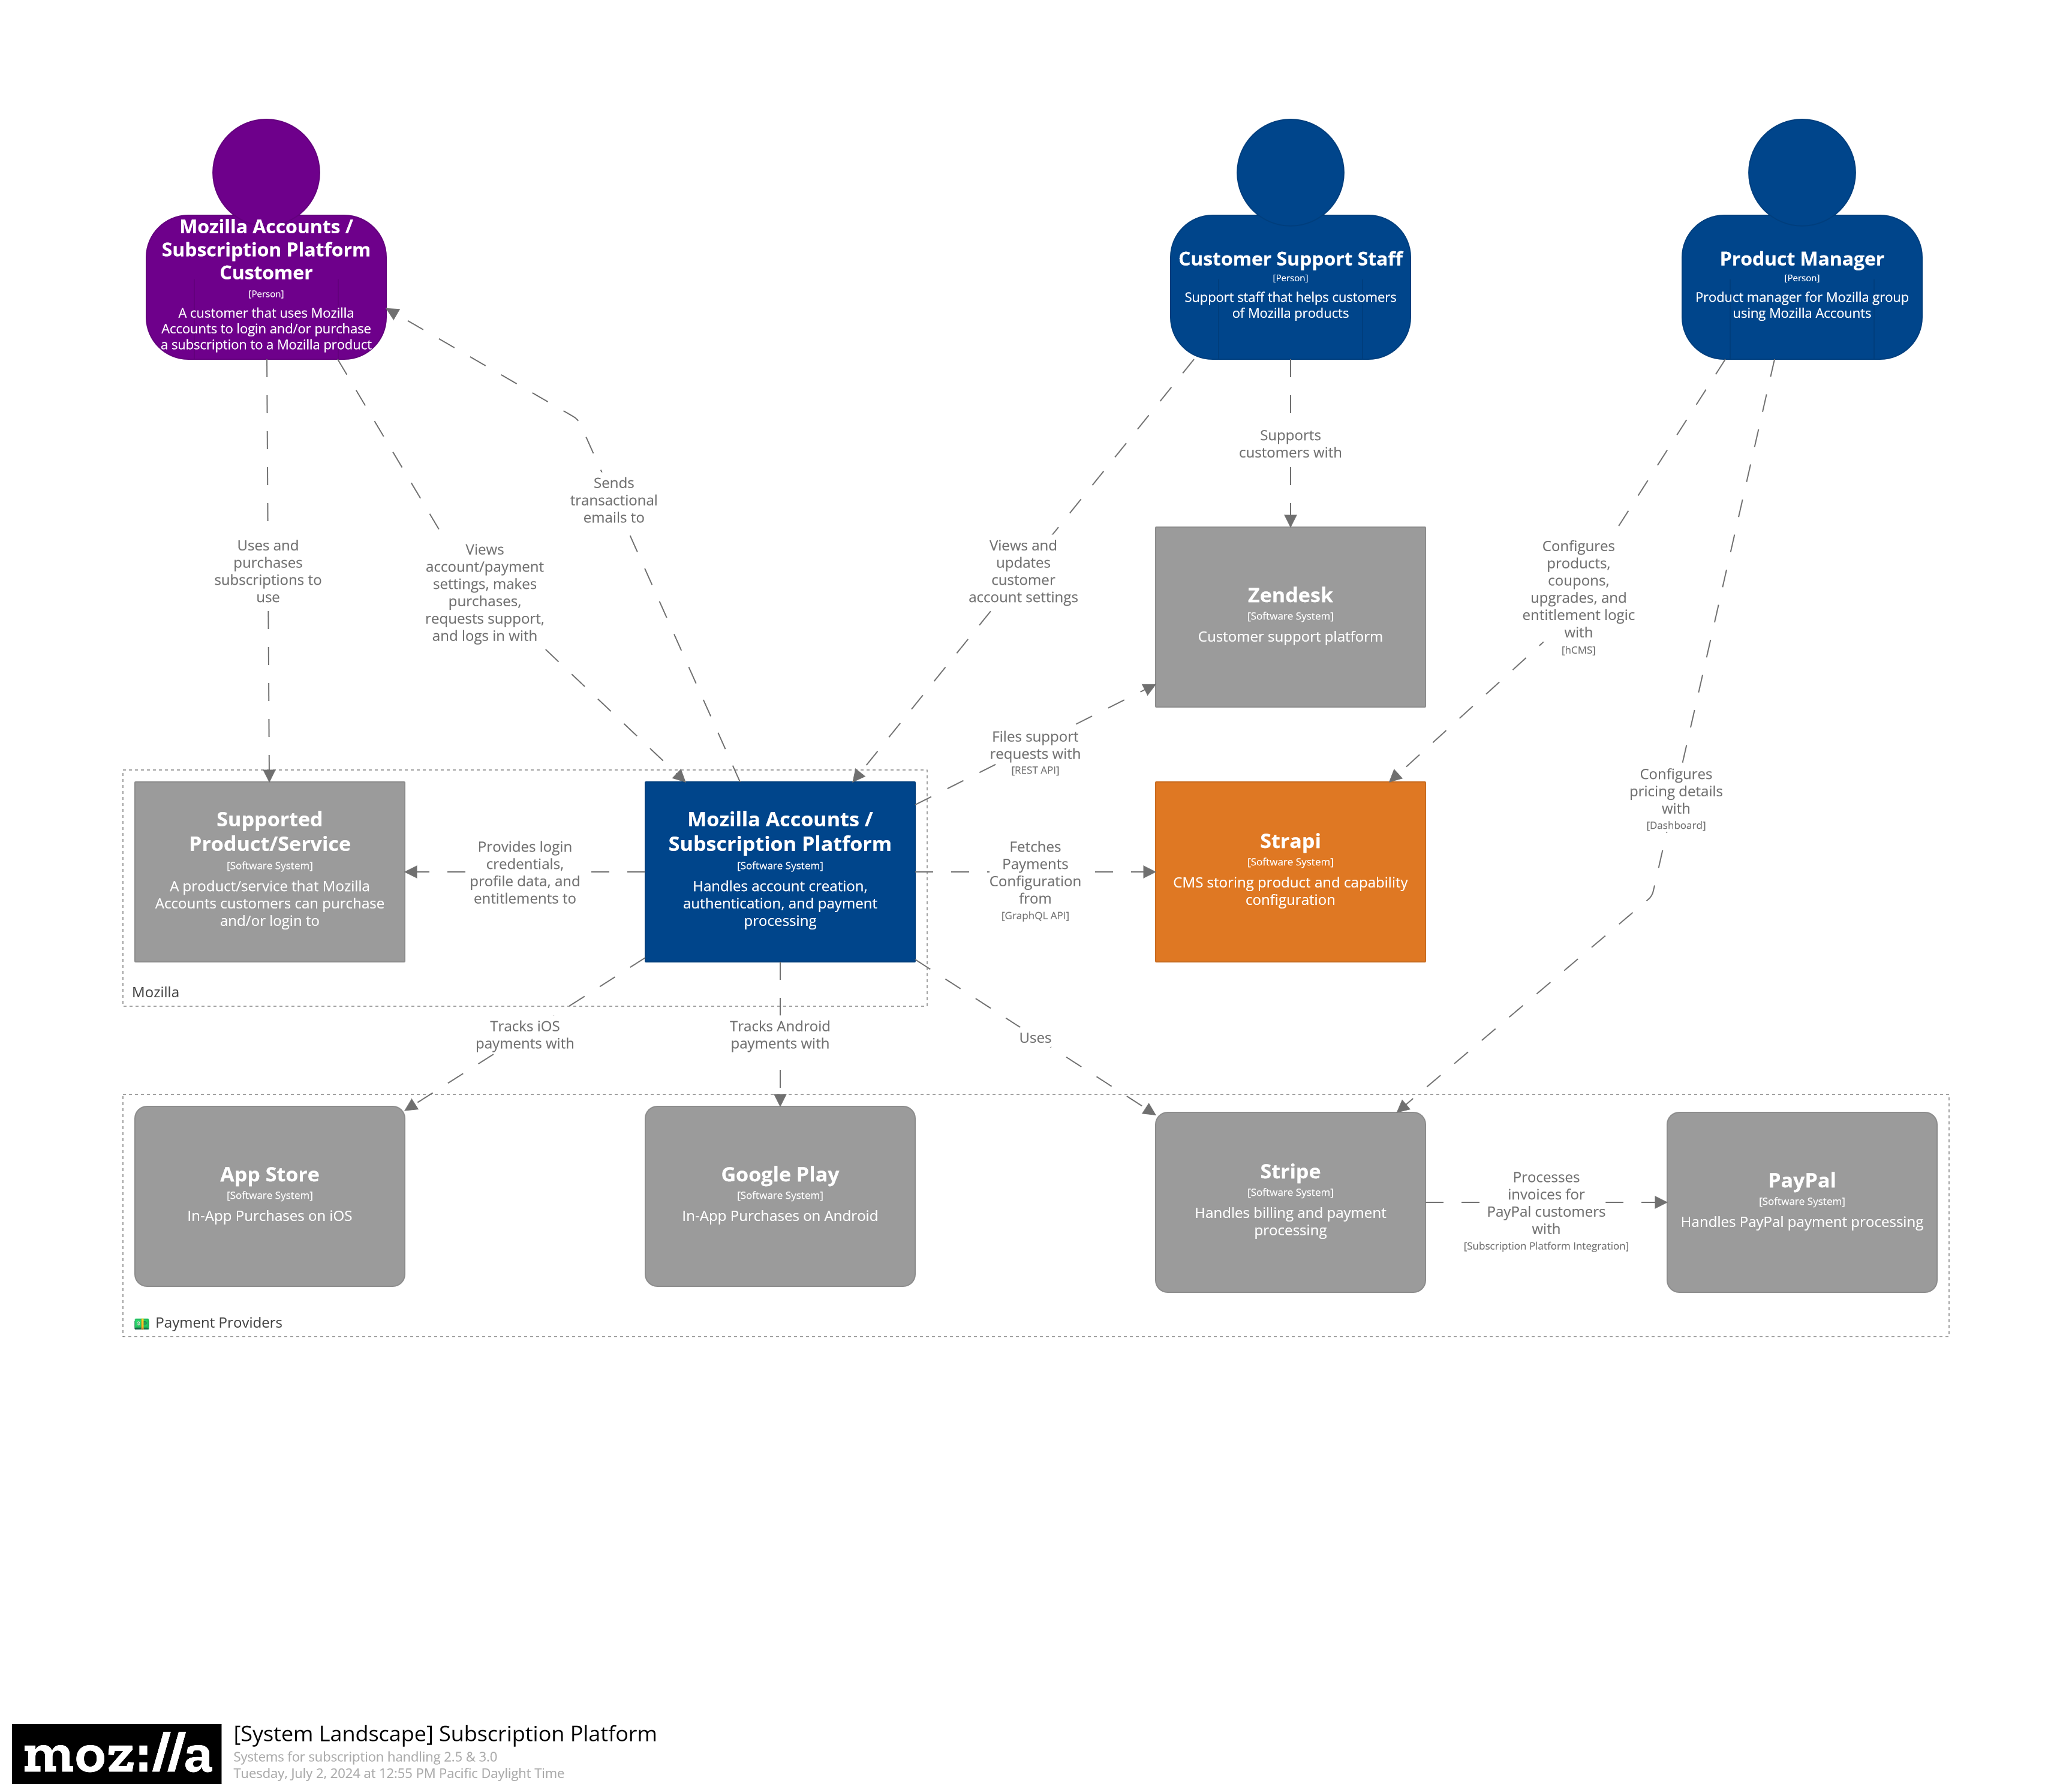 Mozilla Accounts /
Subscription Platform
Customer
[Person]
A customer that uses Mozilla
Accounts to login and/or purchase
a subscription to a Mozilla product
Customer Support Staff
[Person]
Support staff that helps customers
of Mozilla products
Product Manager
[Person]
Product manager for Mozilla group
using Mozilla Accounts
Supports
customers with
Sends
transactional
emails to
Uses and
purchases
subscriptions to
use
Views
account/payment
settings, makes
purchases,
requests support,
and logs in with
Views and
updates
customer
account settings
Zendesk
[Software System]
Customer support platform
Configures
products,
coupons,
upgrades, and
entitlement logic
with
[hCMS]
Files support
requests with
[REST API]
Configures
pricing details
with
[Dashboard]
Supported
Product/Service
[Software System]
A product/service that Mozilla
Accounts customers can purchase
and/or login to
Provides login
credentials,
profile data, and
entitlements to
Mozilla Accounts /
Subscription Platform
[Software System]
Handles account creation,
authentication, and payment
processing
Fetches
Payments
Configuration
from
[GraphQL API]
Strapi
[Software System]
CMS storing product and capability
configuration
Mozilla
Tracks iOS
payments with
Tracks Android
payments with
Uses
App Store
[Software System]
In-App Purchases on iOS
Google Play
[Software System]
In-App Purchases on Android
Stripe
[Software System]
Handles billing and payment
processing
Processes
invoices for
PayPal customers
with
[Subscription Platform Integration]
PayPal
[Software System]
Handles PayPal payment processing
💵 Payment Providers
moz://a
[System Landscape] Subscription Platform
Systems for subscription handling 2.5 & 3.0
Tuesday, July 2, 2024 at 12:55 PM Pacific Daylight Time